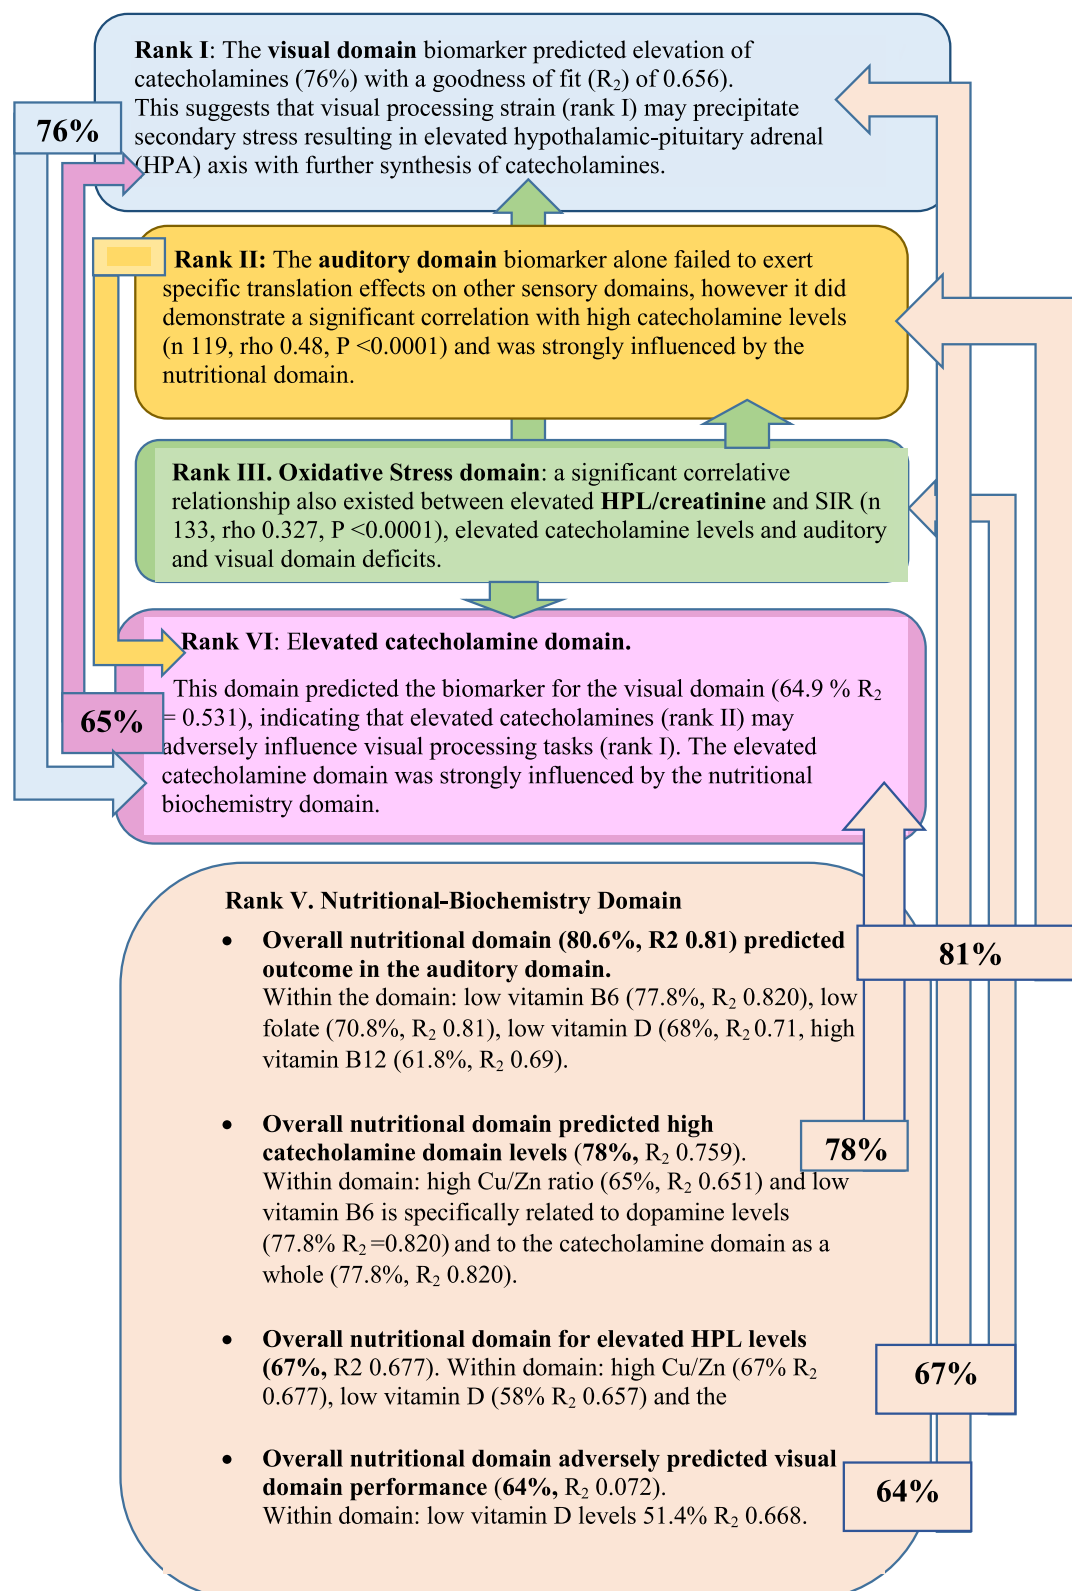 Rank I: The visual domain biomarker predicted elevation of
catecholamines (76%) with a goodness of fit (R2) of 0.656).
This suggests that visual processing strain (rank I) may precipitate
secondary stress resulting in elevated hypothalamic-pituitary adrenal
(HPA) axis with further synthesis of catecholamines.
76%
Rank II: The auditory domain biomarker alone failed to exert
specific translation effects on other sensory domains, however it did
demonstrate a significant correlation with high catecholamine levels
(n 119, rho 0.48, P <0.0001) and was strongly influenced by the
nutritional domain.
Rank III. Oxidative Stress domain: a significant correlative
relationship also existed between elevated HPL/creatinine and SIR (n
133, rho 0.327, P <0.0001), elevated catecholamine levels and auditory
and visual domain deficits.
Rank VI: Elevated catecholamine domain.
This domain predicted the biomarker for the visual domain (64.9 % R2
= 0.531), indicating that elevated catecholamines (rank II) may
adversely influence visual processing tasks (rank I). The elevated
catecholamine domain was strongly influenced by the nutritional
biochemistry domain.
65%
Rank V. Nutritional-Biochemistry Domain
• Overall nutritional domain (80.6%, R2 0.81) predicted
outcome in the auditory domain.
Within the domain: low vitamin B6 (77.8%, R2 0.820), low
folate (70.8%, R2 0.81), low vitamin D (68%, R2 0.71, high
vitamin B12 (61.8%, R2 0.69).
81%
• Overall nutritional domain predicted high
catecholamine domain levels (78%, R2 0.759).
Within domain: high Cu/Zn ratio (65%, R2 0.651) and low
vitamin B6 is specifically related to dopamine levels
(77.8% R2 =0.820) and to the catecholamine domain as a
whole (77.8%, R2 0.820).
78%
• Overall nutritional domain for elevated HPL levels
(67%, R2 0.677). Within domain: high Cu/Zn (67% R2
0.677), low vitamin D (58% R2 0.657) and the
67%
• Overall nutritional domain adversely predicted visual
domain performance (64%, R2 0.072).
Within domain: low vitamin D levels 51.4% R2 0.668.
64%